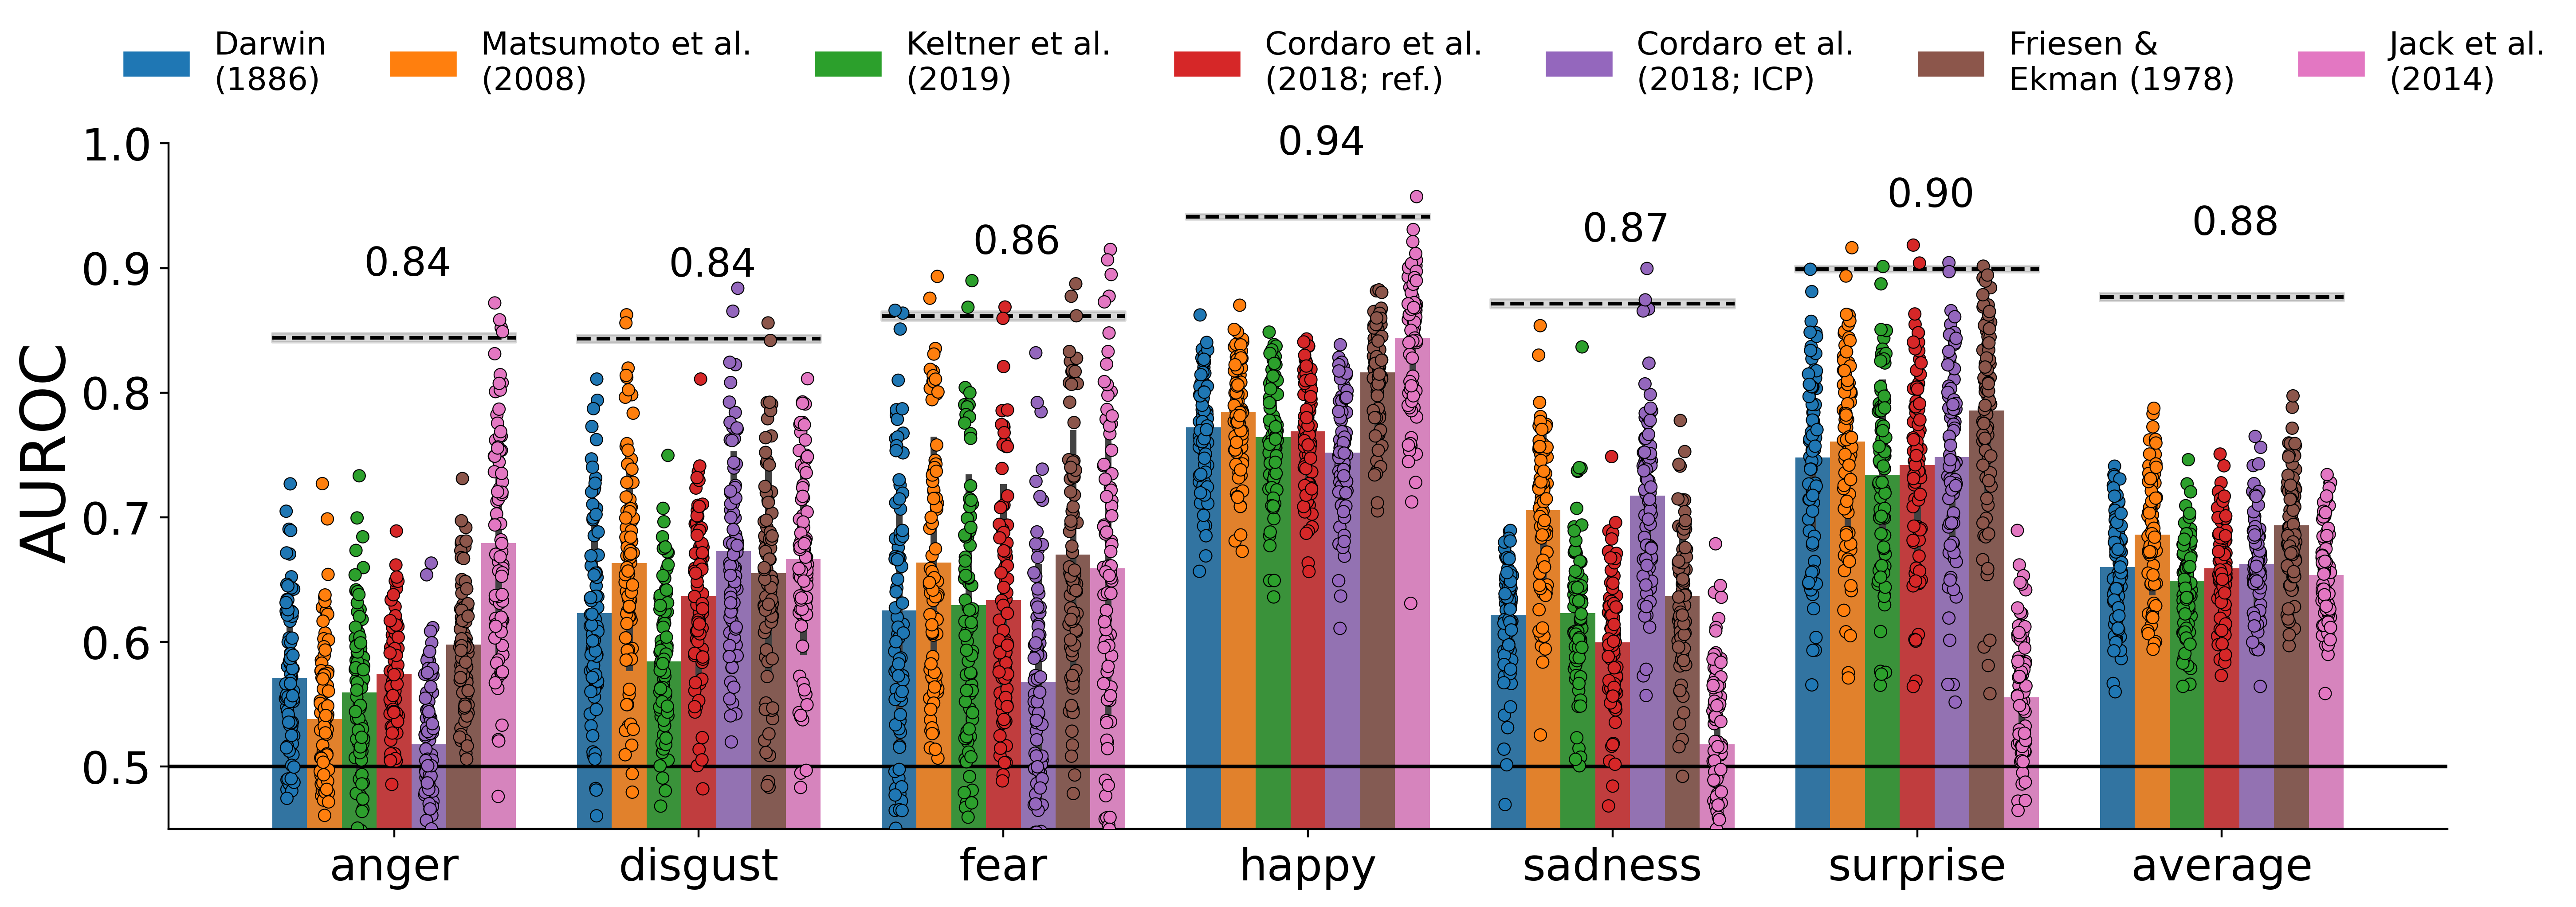 Darwin
(1886)
Matsumoto et al.
(2008)
Keltner et al.
(2019)
Cordaro et al.
(2018; ref.)
Cordaro et al.
(2018; ICP)
Friesen &
Ekman (1978)
Jack et al.
(2014)
AUROC
1.0
0.9
0.8
0.7
0.6
0.5
0.84
0.84
0.86
0.94
0.87
0.90
0.88
anger
disgust
fear
happy
sadness
surprise
average